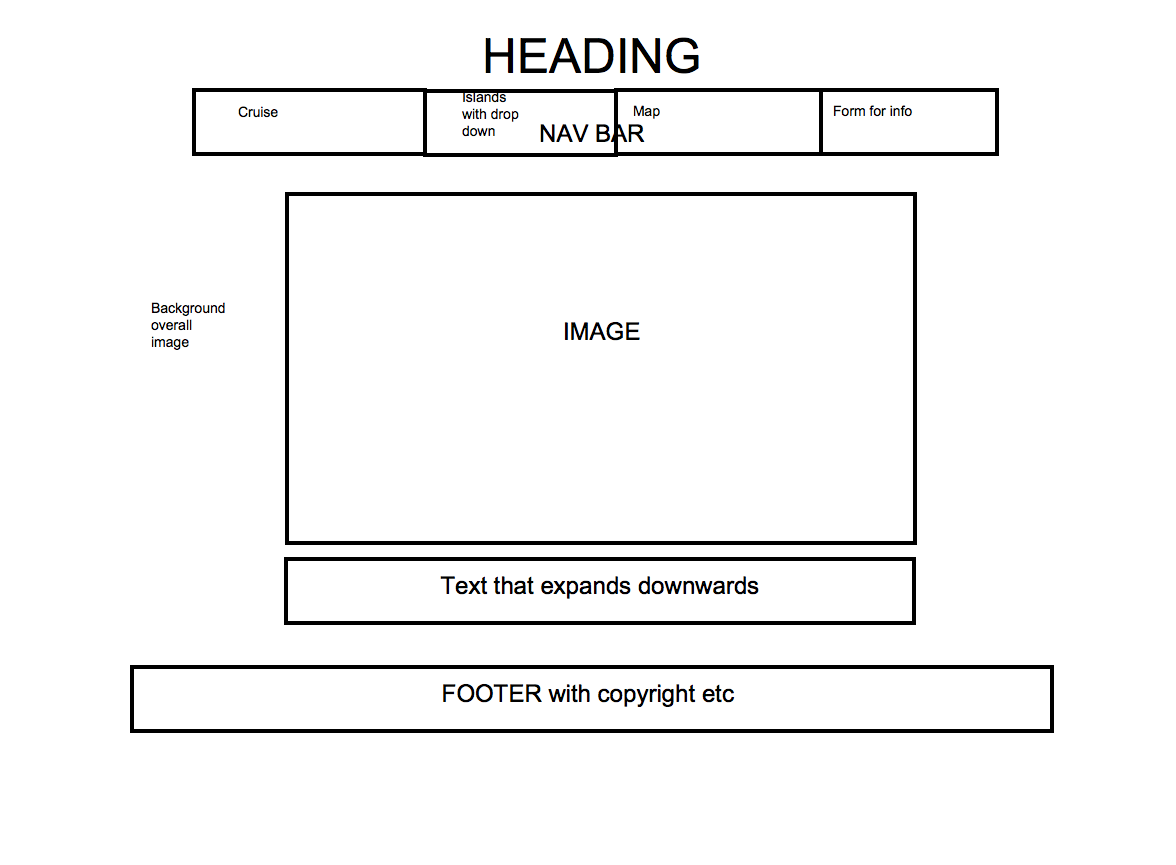 HEADING
Cruise
Islands
with drop
down
NAV BAR
Map
Form for info
Background
overall
image
IMAGE
Text that expands downwards
FOOTER with copyright etc